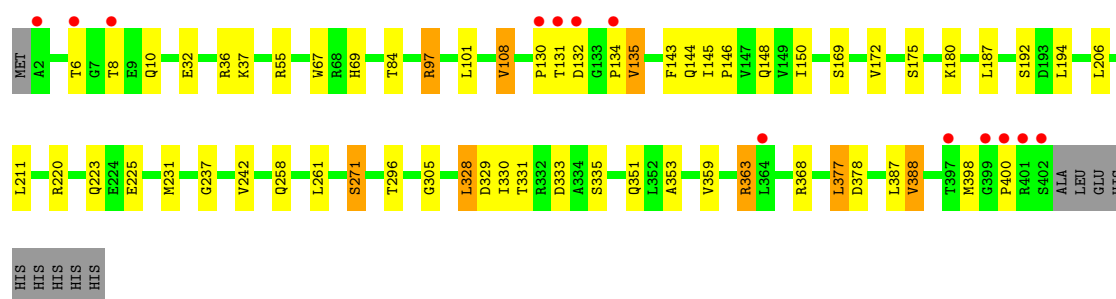 MET A2 T6 G7 T8 E9 Q10 E32 R36 K37 R55 W67 R68 H69 T84 R97 L101 V108 P130 T131 D132 G133 P134 V135 F143 Q144 I145 P146 V147 Q148 V149 I150 S169 V172 S175 K180 L187 S192 D193 L194 L206
L211 R220 Q223 E224 E225 M231 G237 V242 Q258 L261 S271 T296 G305 L328 D329 I330 T331 R332 D333 A334 S335 Q351 L352 A353 V359 R363 L364 R368 L377 D378 L387 V388 T397 M398 G399 P400 R401 S402 ALA LEU GLU HIS
HIS HIS HIS HIS HIS